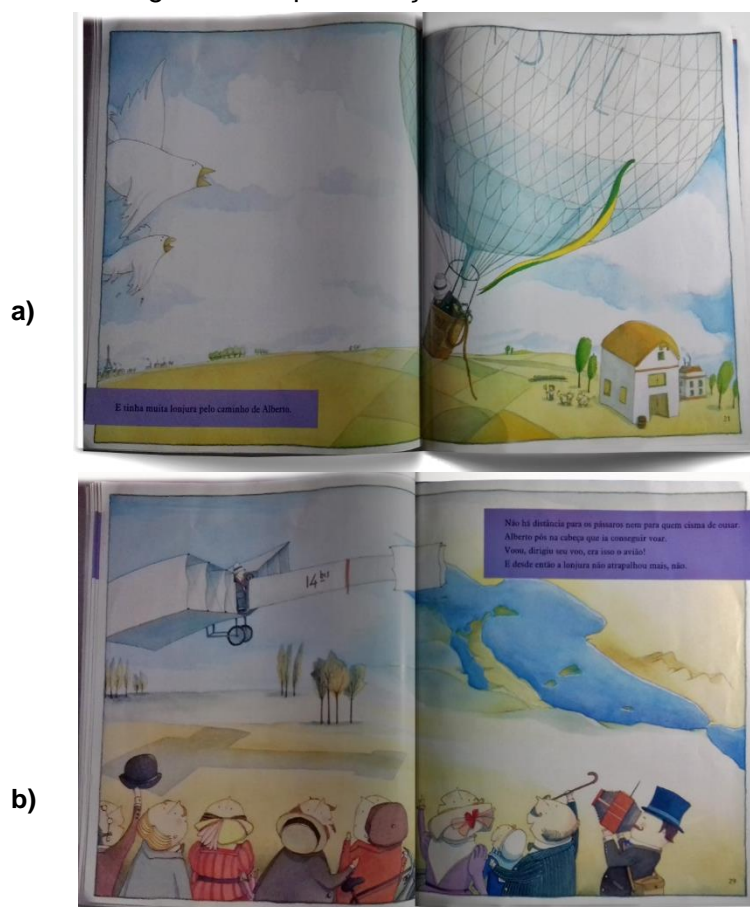 a)
E tinha muita lonjura pelo caminho de Alberto.
21
14 bis
Não há distância para os pássaros nem para quem cisma de ousar.
Alberto pôs na cabeça que ia conseguir voar.
Voou, dirigiu seu voo, era isso o avião!
E desde então a lonjura não atrapalhou mais, não.
b)
29